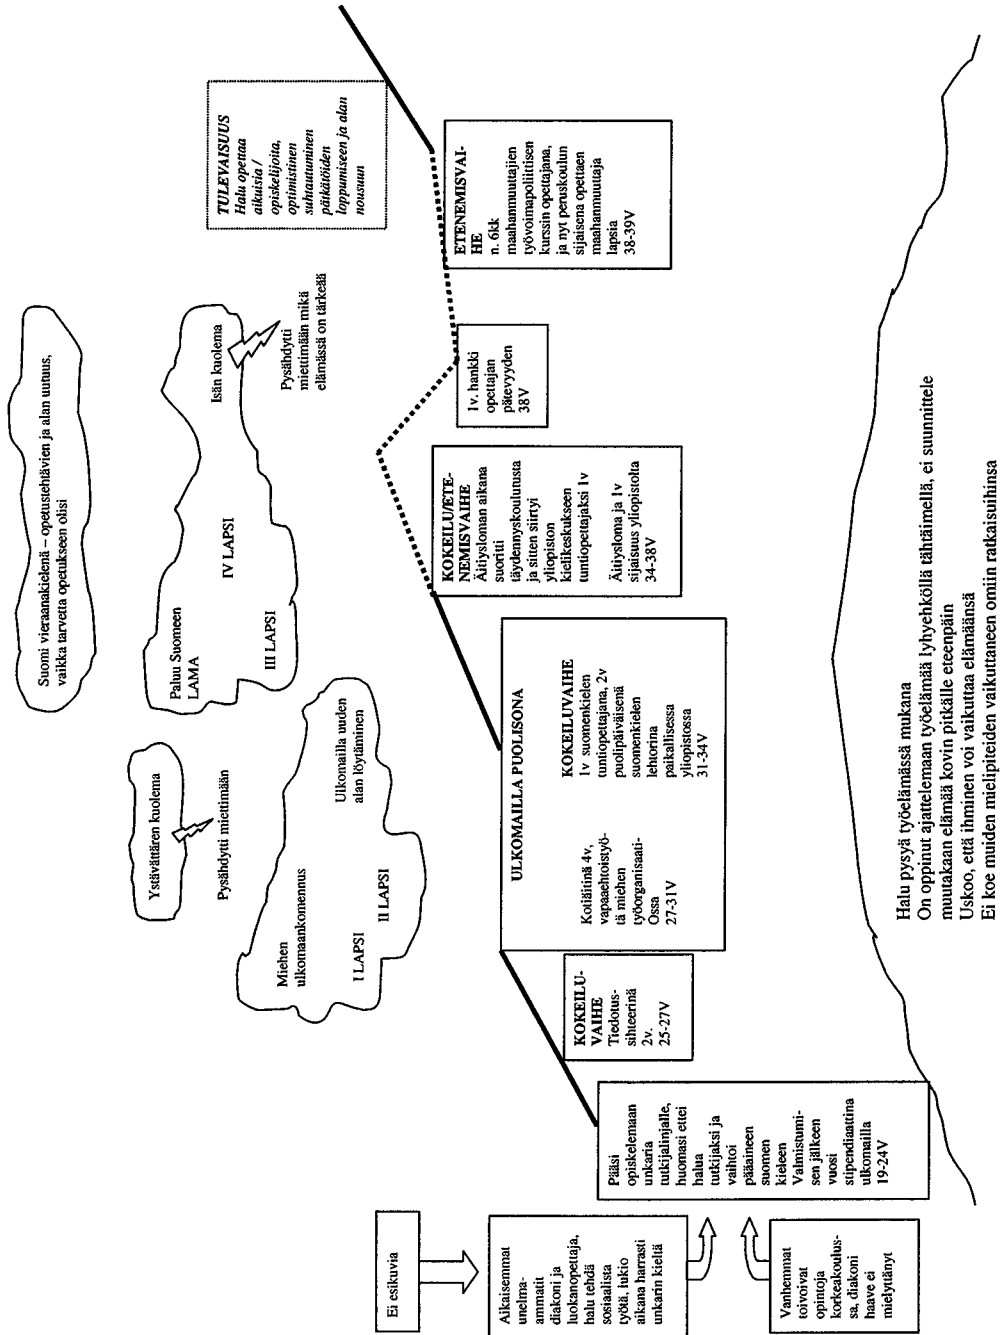 Ei esikuvia
Aikaisemmat
unelma-
ammatit
diakoni ja
luokanopettaja,
halu tehdä
sosiaalista
työtä, lukio
aikana harrasti
unkarin kieltä
Vanhemmat
toivoivat
opintoja
korkeakoulus-
sa, diakoni
haave ei
miellyttänyt
Pääsi
opiskelemaan
unkaria
tutkijalinjalle,
huomasi ettei
halua
tutkijaksi ja
vaihtoi
pääaineen
suomen
kieleen
Valmistumi-
sen jälkeen
vuosi
stipendiaattina
ulkomailla
19-24V
KOKEILU-
VAIHE
Tiedotus-
sihteerinä
2v.
25-27V
ULKOMAILLA PUOLISONA
Kotiäitinä 4v,
vapaaehtoistyö-
tä miehen
työorganisaati-
Ossa
27-31V
KOKEILUVAIHE
1v suomenkielen
tuntiopettajana, 2v
puolipäiväisenä
suomenkielen
lehtorina
paikallisessa
yliopistossa
31-34V
KOKEILU/ETE-
NEMISVAIHE
Äitiysloman aikana
suoritti
täydennyskoulutusta
ja sitten siirtyi
yliopiston
kielikeskukseen
tuntiopettajaksi 1v
Äitiysloma ja 1v
sijaisuus yliopistolta
34-38V
1v. hankki
opettajan
pätevyyden
38V
ETENEMISVAI-
HE
n. 6kk
maahanmuuttajien
työvoimapoliittisen
kurssin opettajana,
ja nyt peruskoulun
sijaisena opettaen
maahanmuuttaja
lapsia
38-39V
TULEVAISUUS
Halu opettaa
aikuisia /
opiskelijoita,
optimistinen
suhtautuminen
pätkätöiden
loppumiseen ja alan
nousuun
Miehen
ulkomaankomennus
I LAPSI
II LAPSI
Ulkomailla uuden
alan löytäminen
Ystävättären kuolema
Pysähdytti miettimään
Paluu Suomeen
LAMA
III LAPSI
IV LAPSI
Isän kuolema
Pysähdytti
miettimään mikä
elämässä on tärkeää
Suomi vieraanakielenä – opetustehtävien ja alan uutuus,
vaikka tarvetta opetukseen olisi
Halu pysyä työelämässä mukana
On oppinut ajattelemaan työelämää lyhyehköllä tähtäimellä, ei suunnittele
muutakaan elämää kovin pitkälle eteenpäin
Uskoo, että ihminen voi vaikuttaa elämäänsä
Ei koe muiden mielipiteiden vaikuttaneen omiin ratkaisuihinsa